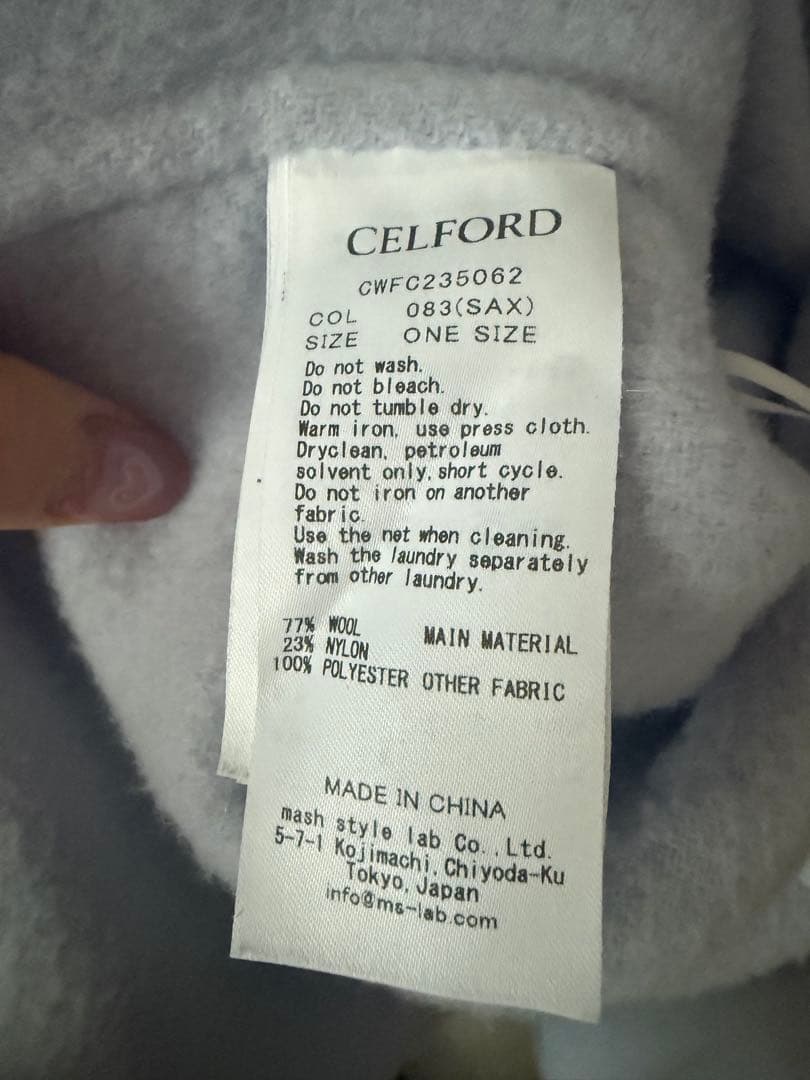 CELFORD
CWFC235062
COL 083(SAX)
SIZE ONE SIZE
Do not wash.
Do not bleach.
Do not tumble dry.
Warm iron, use press cloth.
Dryclean, petroleum
solvent only, short cycle.
Do not iron on another
fabric.
Use the net when cleaning.
Wash the laundry separately
from other laundry.
77% WOOL MAIN MATERIAL
23% NYLON
100% POLYESTER OTHER FABRIC
MADE IN CHINA
mash style lab Co.,Ltd.
5-7-1 Kojimachi, Chiyoda-Ku
Tokyo, Japan
info@ms-lab.com